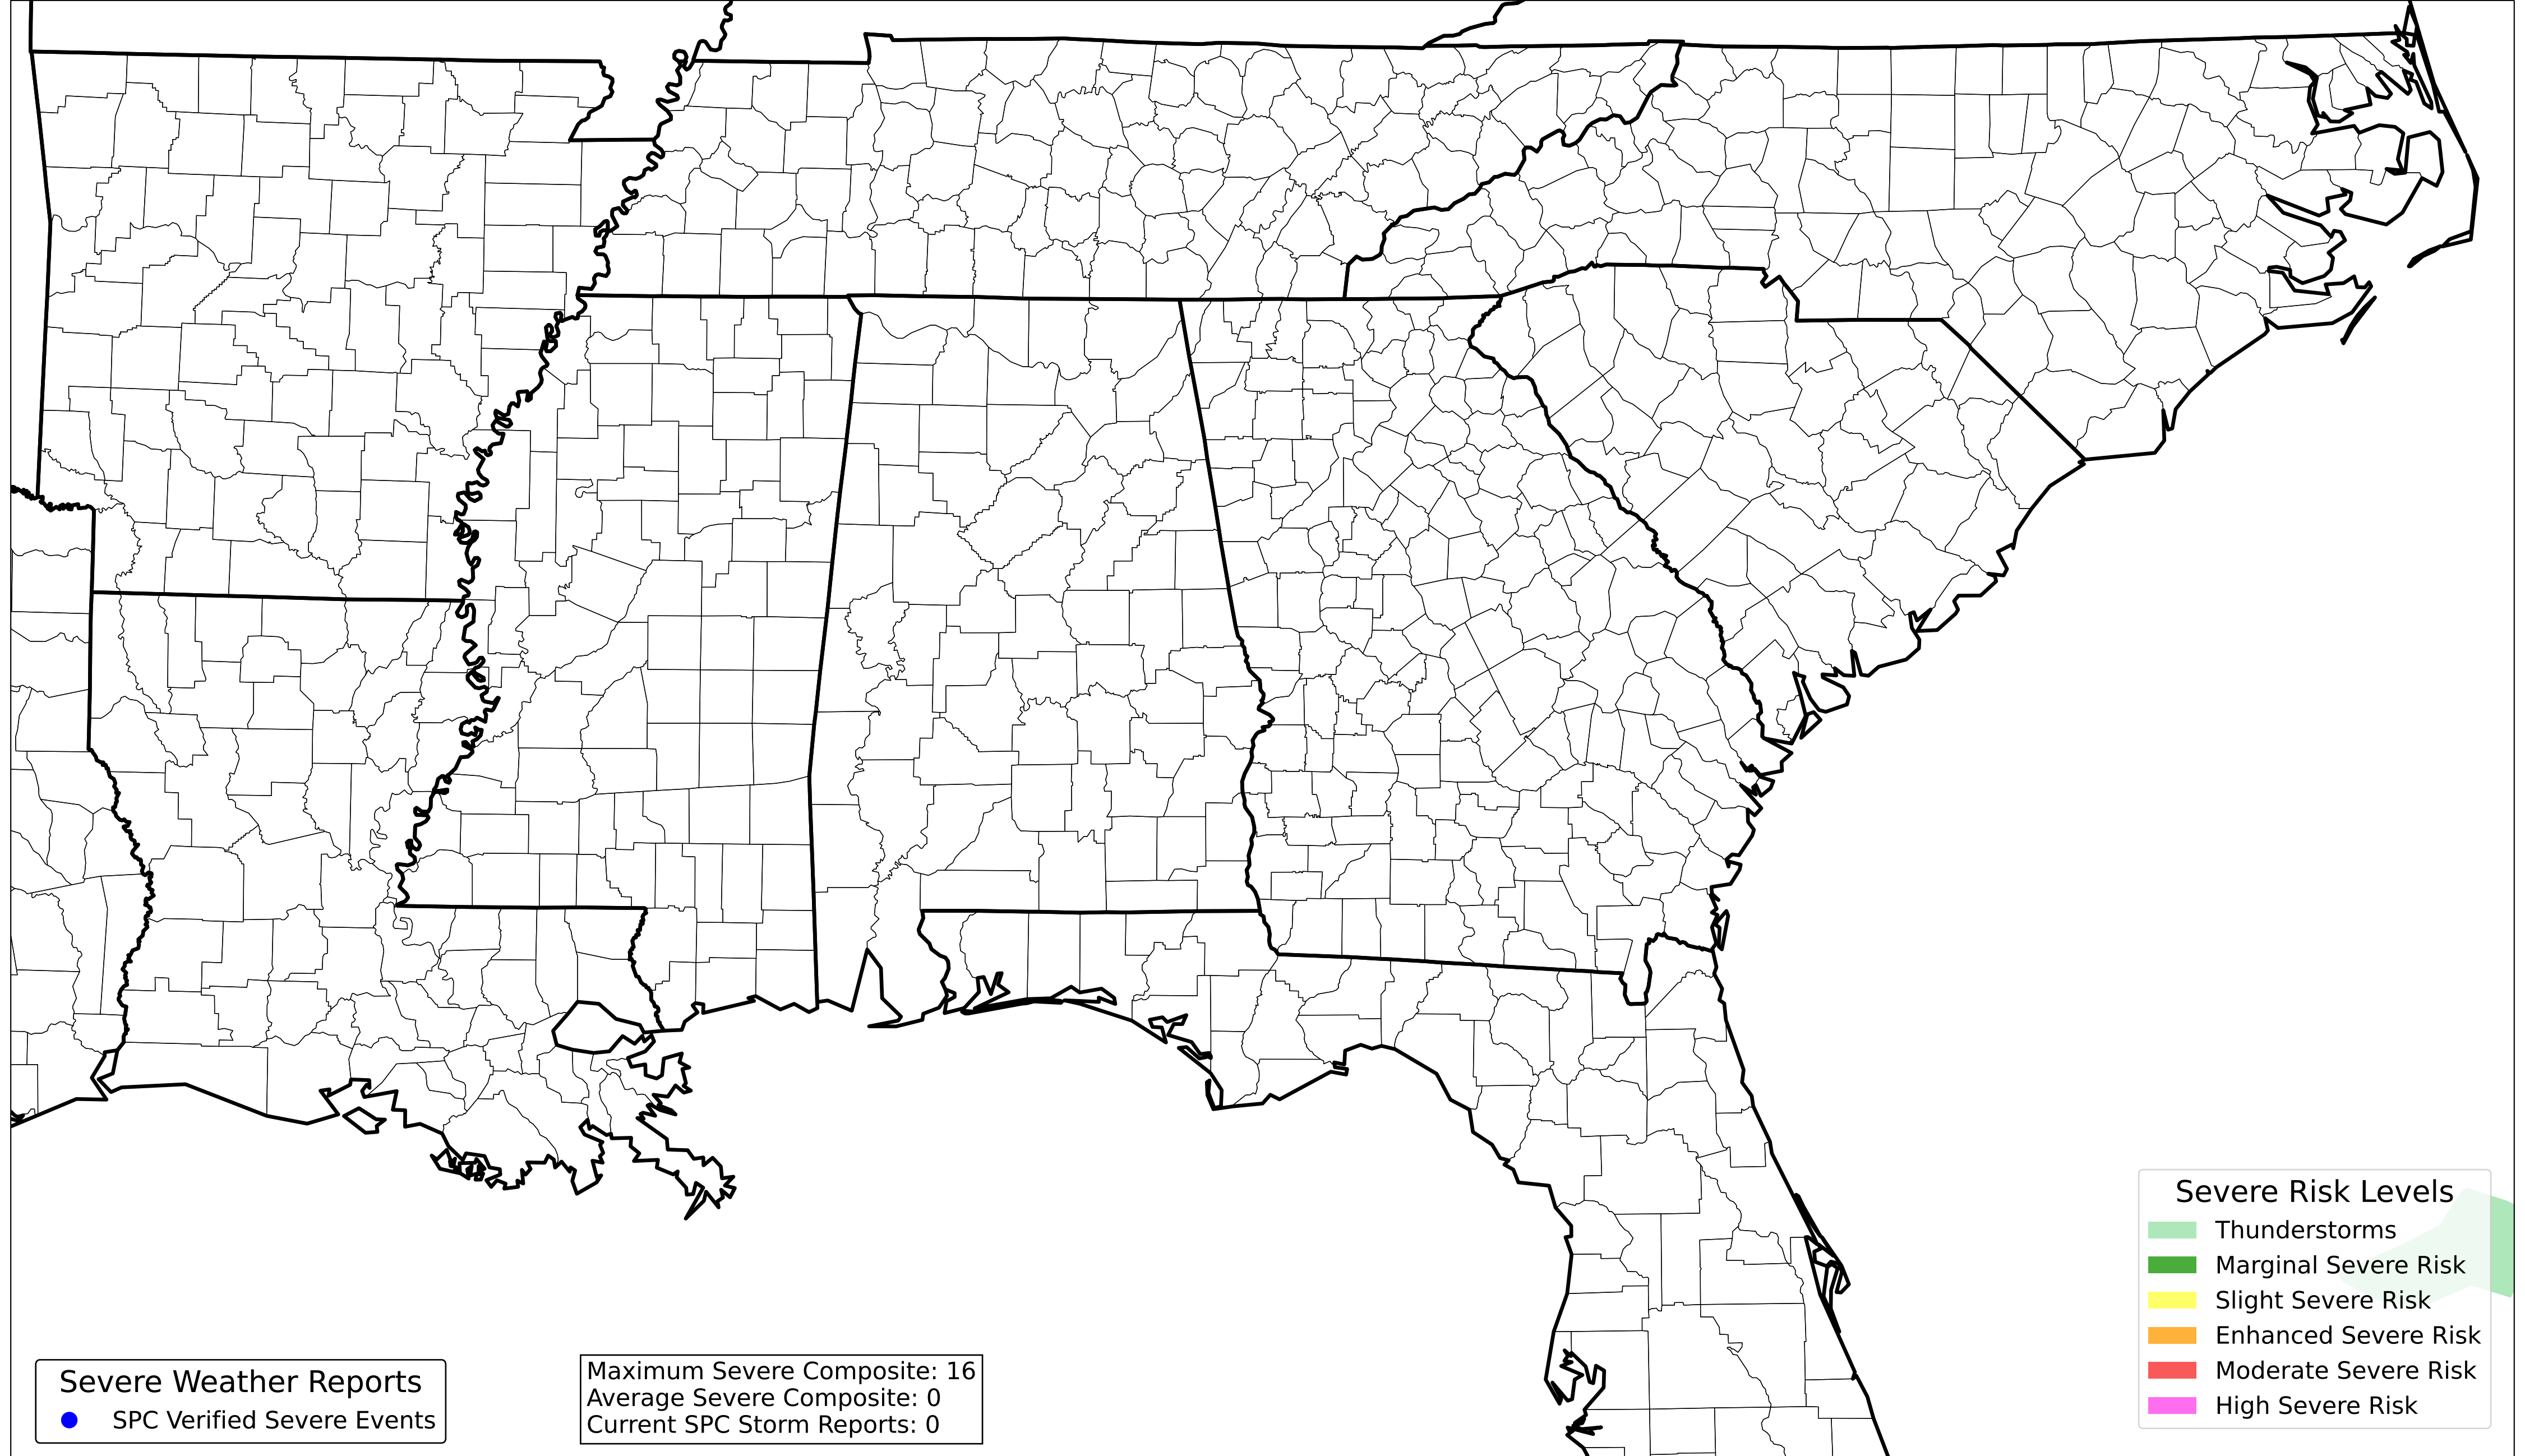 Severe Risk Levels
Thunderstorms
Marginal Severe Risk
Slight Severe Risk
Enhanced Severe Risk
Moderate Severe Risk
High Severe Risk
Severe Weather Reports
SPC Verified Severe Events
Maximum Severe Composite: 16
Average Severe Composite: 0
Current SPC Storm Reports: 0